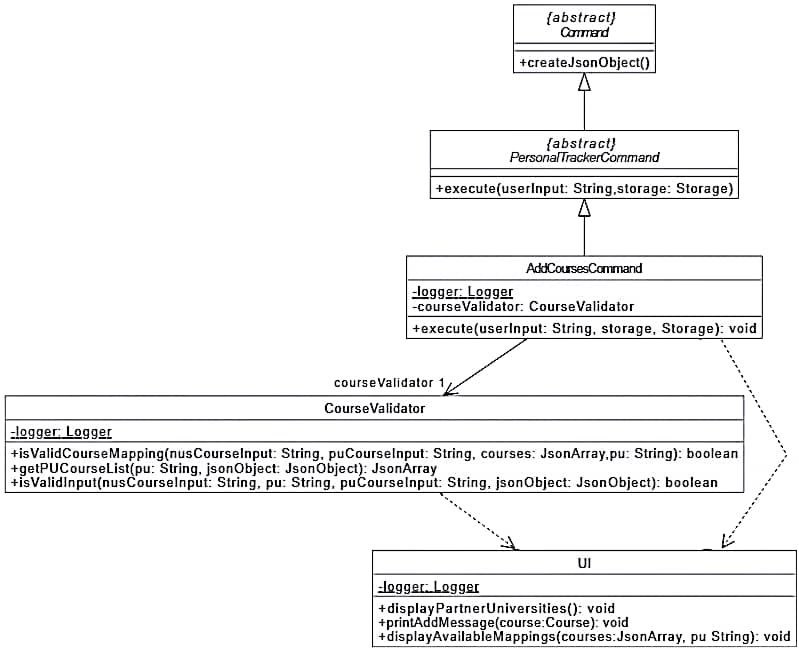 {abstract}
Command
+createJsonObject()
{abstract}
PersonalTrackerCommand
+execute(userInput: String,storage: Storage)
AddCoursesCommand
-logger: Logger
-courseValidator: CourseValidator
+execute(userInput: String, storage, Storage): void
courseValidator 1
CourseValidator
-logger: Logger
+isValidCourseMapping(nusCourseInput: String, puCourseInput: String, courses: JsonArray,pu: String): boolean
+getPUCourseList(pu: String, jsonObject: JsonObject): JsonArray
+isValidInput(nusCourseInput: String, pu: String, puCourseInput: String, jsonObject: JsonObject): boolean
UI
-logger: Logger
+displayPartnerUniversities(): void
+printAddMessage(course:Course): void
+displayAvailableMappings(courses:JsonArray, pu String): void